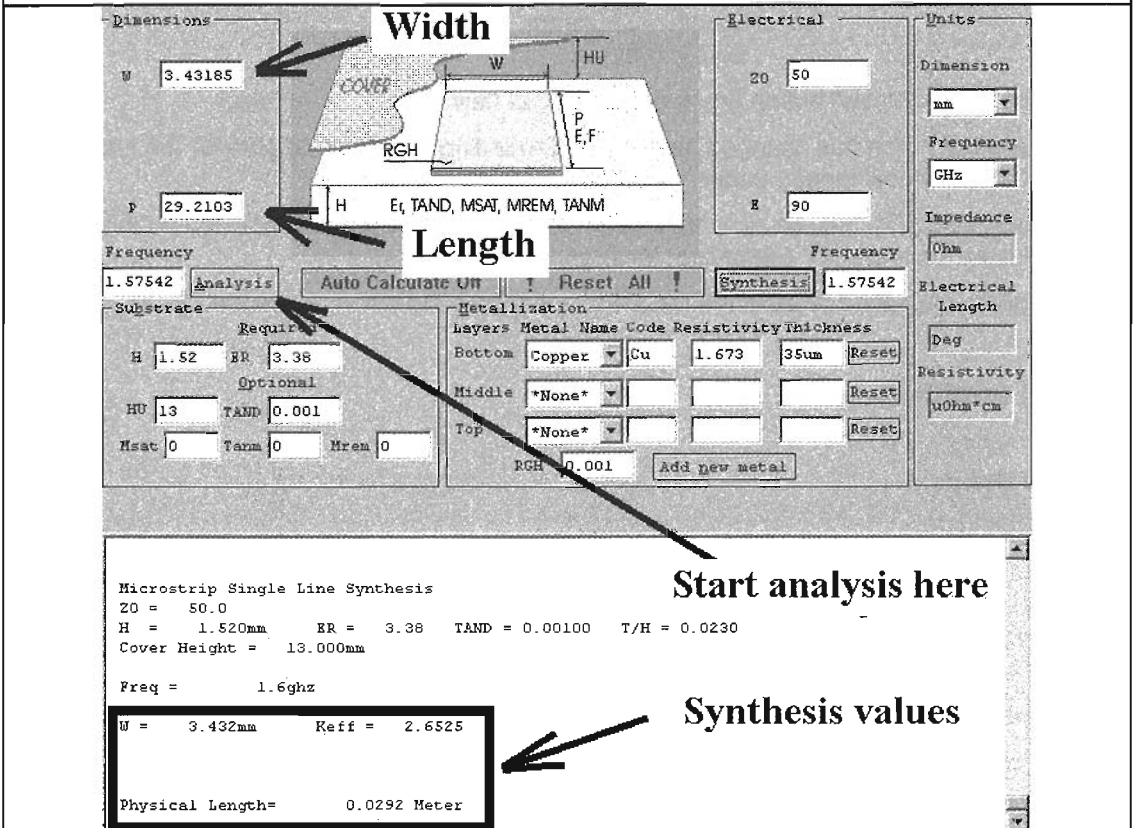 Dimensions
Width
Electrical
Units
W 3.43185
COVER
W
HU
Z0 50
Dimension
mm
P
E,F
RGH
Frequency
GHz
P 29.2103
H Er, TAND, MSAT, MREM, TANM
E 90
Impedance
Ohm
Length
Frequency
Frequency
1.57542 Analysis Auto Calculate Off ! Reset All ! Synthesis 1.57542
Electrical
Length
Deg
Substrate
Required
H 1.52 ER 3.38
Optional
HU 13 TAND 0.001
Msat 0 Tanm 0 Mrem 0
Metallization
Layers Metal Name Code Resistivity Thickness
Bottom Copper Cu 1.673 35um Reset
Middle *None* Reset
Top *None* Reset
RGH 0.001 Add new metal
Resistivity
uOhm*cm
Start analysis here
Microstrip Single Line Synthesis
Z0 = 50.0
H = 1.520mm ER = 3.38 TAND = 0.00100 T/H = 0.0230
Cover Height = 13.000mm
Freq = 1.6ghz
Synthesis values
W = 3.432mm Keff = 2.6525
Physical Length= 0.0292 Meter